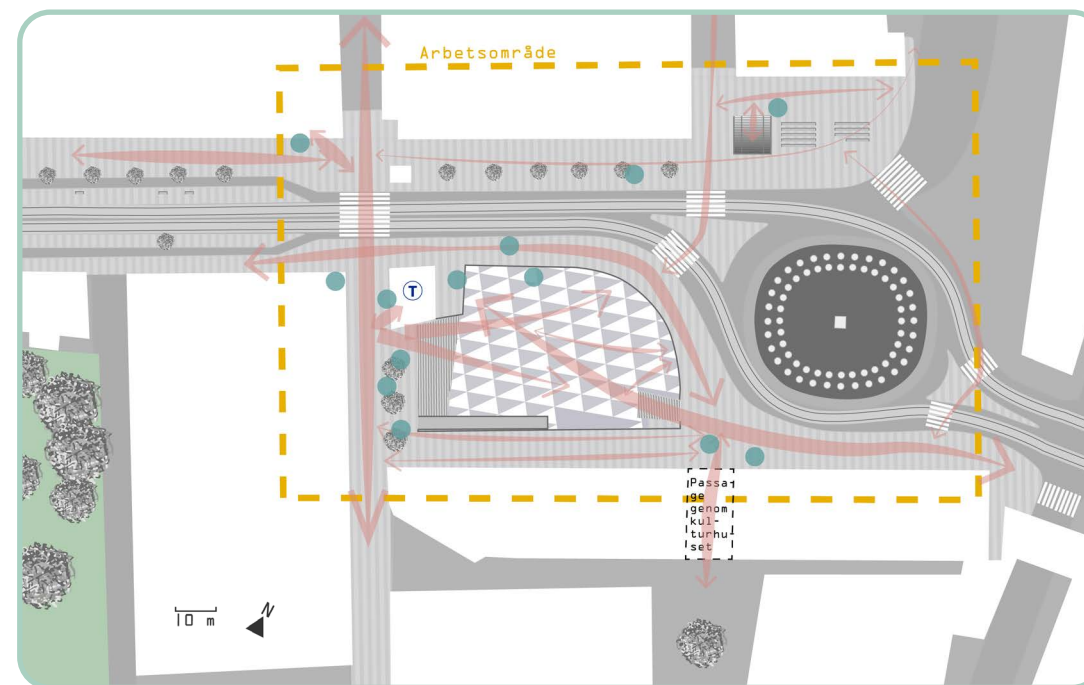 Arbetsområde
T
Passa-
ge
genom
kul-
turhu-
set
10 m
N